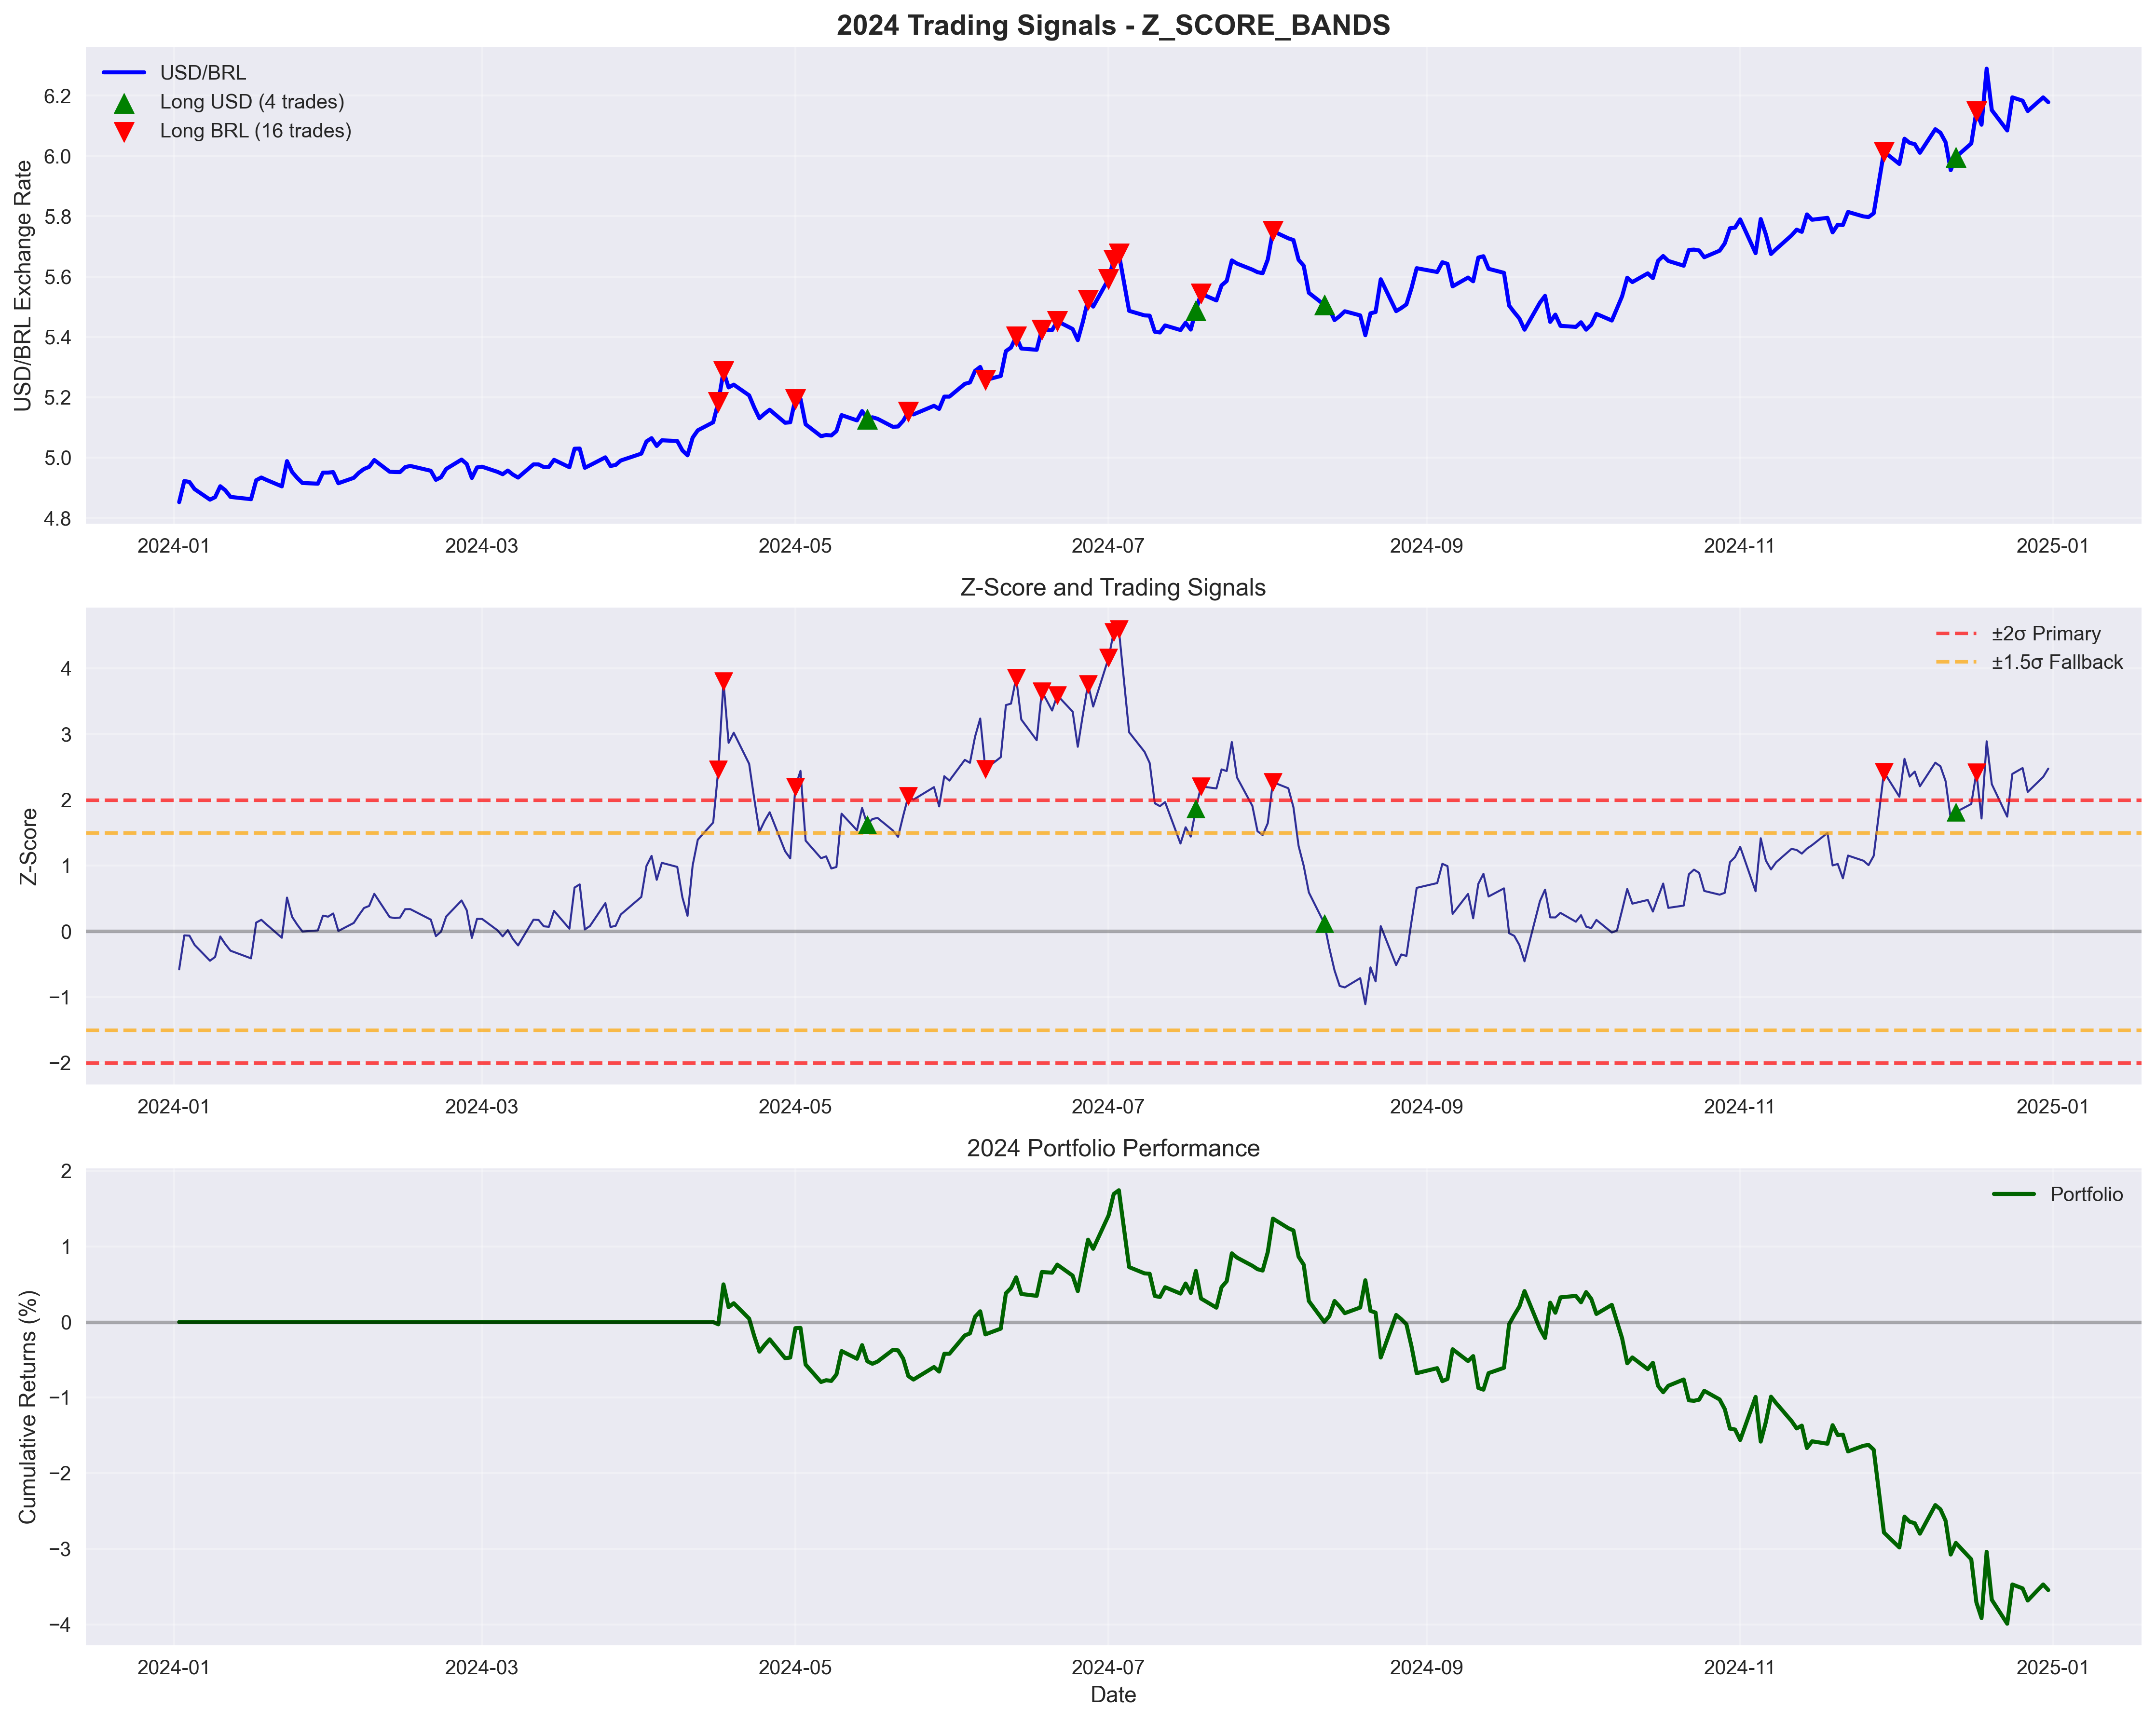 2024 Trading Signals - Z_SCORE_BANDS
USD/BRL
Long USD (4 trades)
Long BRL (16 trades)
USD/BRL Exchange Rate
6.2
6.0
5.8
5.6
5.4
5.2
5.0
4.8
2024-01 2024-03 2024-05 2024-07 2024-09 2024-11 2025-01
Z-Score and Trading Signals
±2σ Primary
±1.5σ Fallback
Z-Score
4
3
2
1
0
−1
−2
2024-01 2024-03 2024-05 2024-07 2024-09 2024-11 2025-01
2024 Portfolio Performance
Portfolio
Cumulative Returns (%)
2
1
0
−1
−2
−3
−4
2024-01 2024-03 2024-05 2024-07 2024-09 2024-11 2025-01
Date